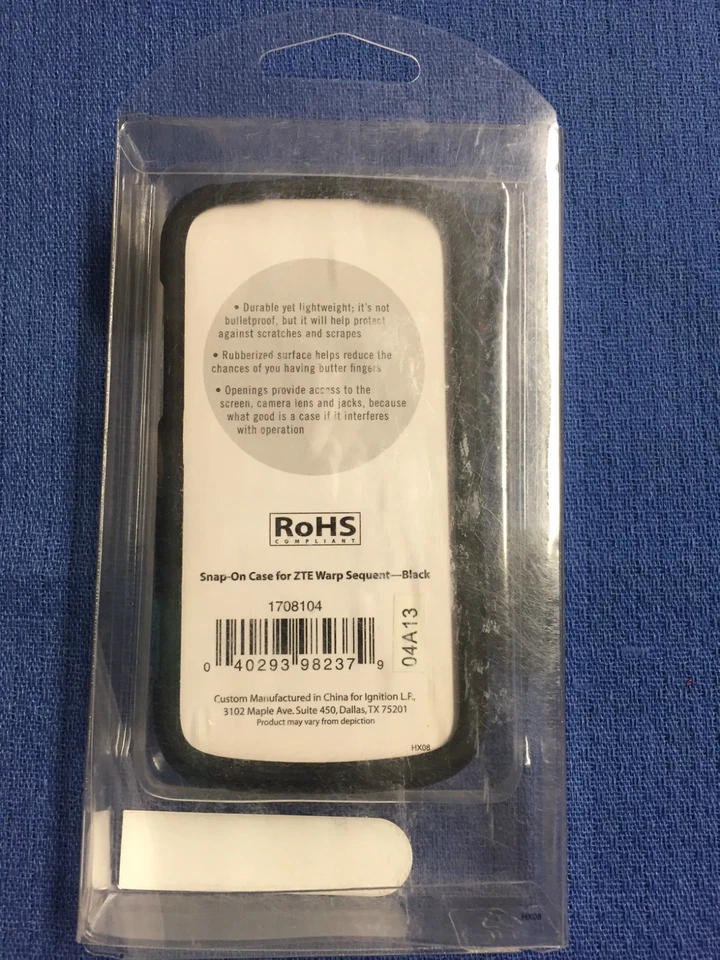 • Durable yet lightweight; it's not
bulletproof, but it will help protect
against scratches and scrapes
• Rubberized surface helps reduce the
chances of you having butter fingers
• Openings provide access to the
screen, camera lens and jacks, because
what good is a case if it interferes
with operation
RoHS
COMPLIANT
Snap-On Case for ZTE Warp Sequent—Black
1708104
04A13
0 40293 98237 9
Custom Manufactured in China for Ignition L.P.,
3102 Maple Ave. Suite 450, Dallas, TX 75201
Product may vary from depiction
HX08
HX08